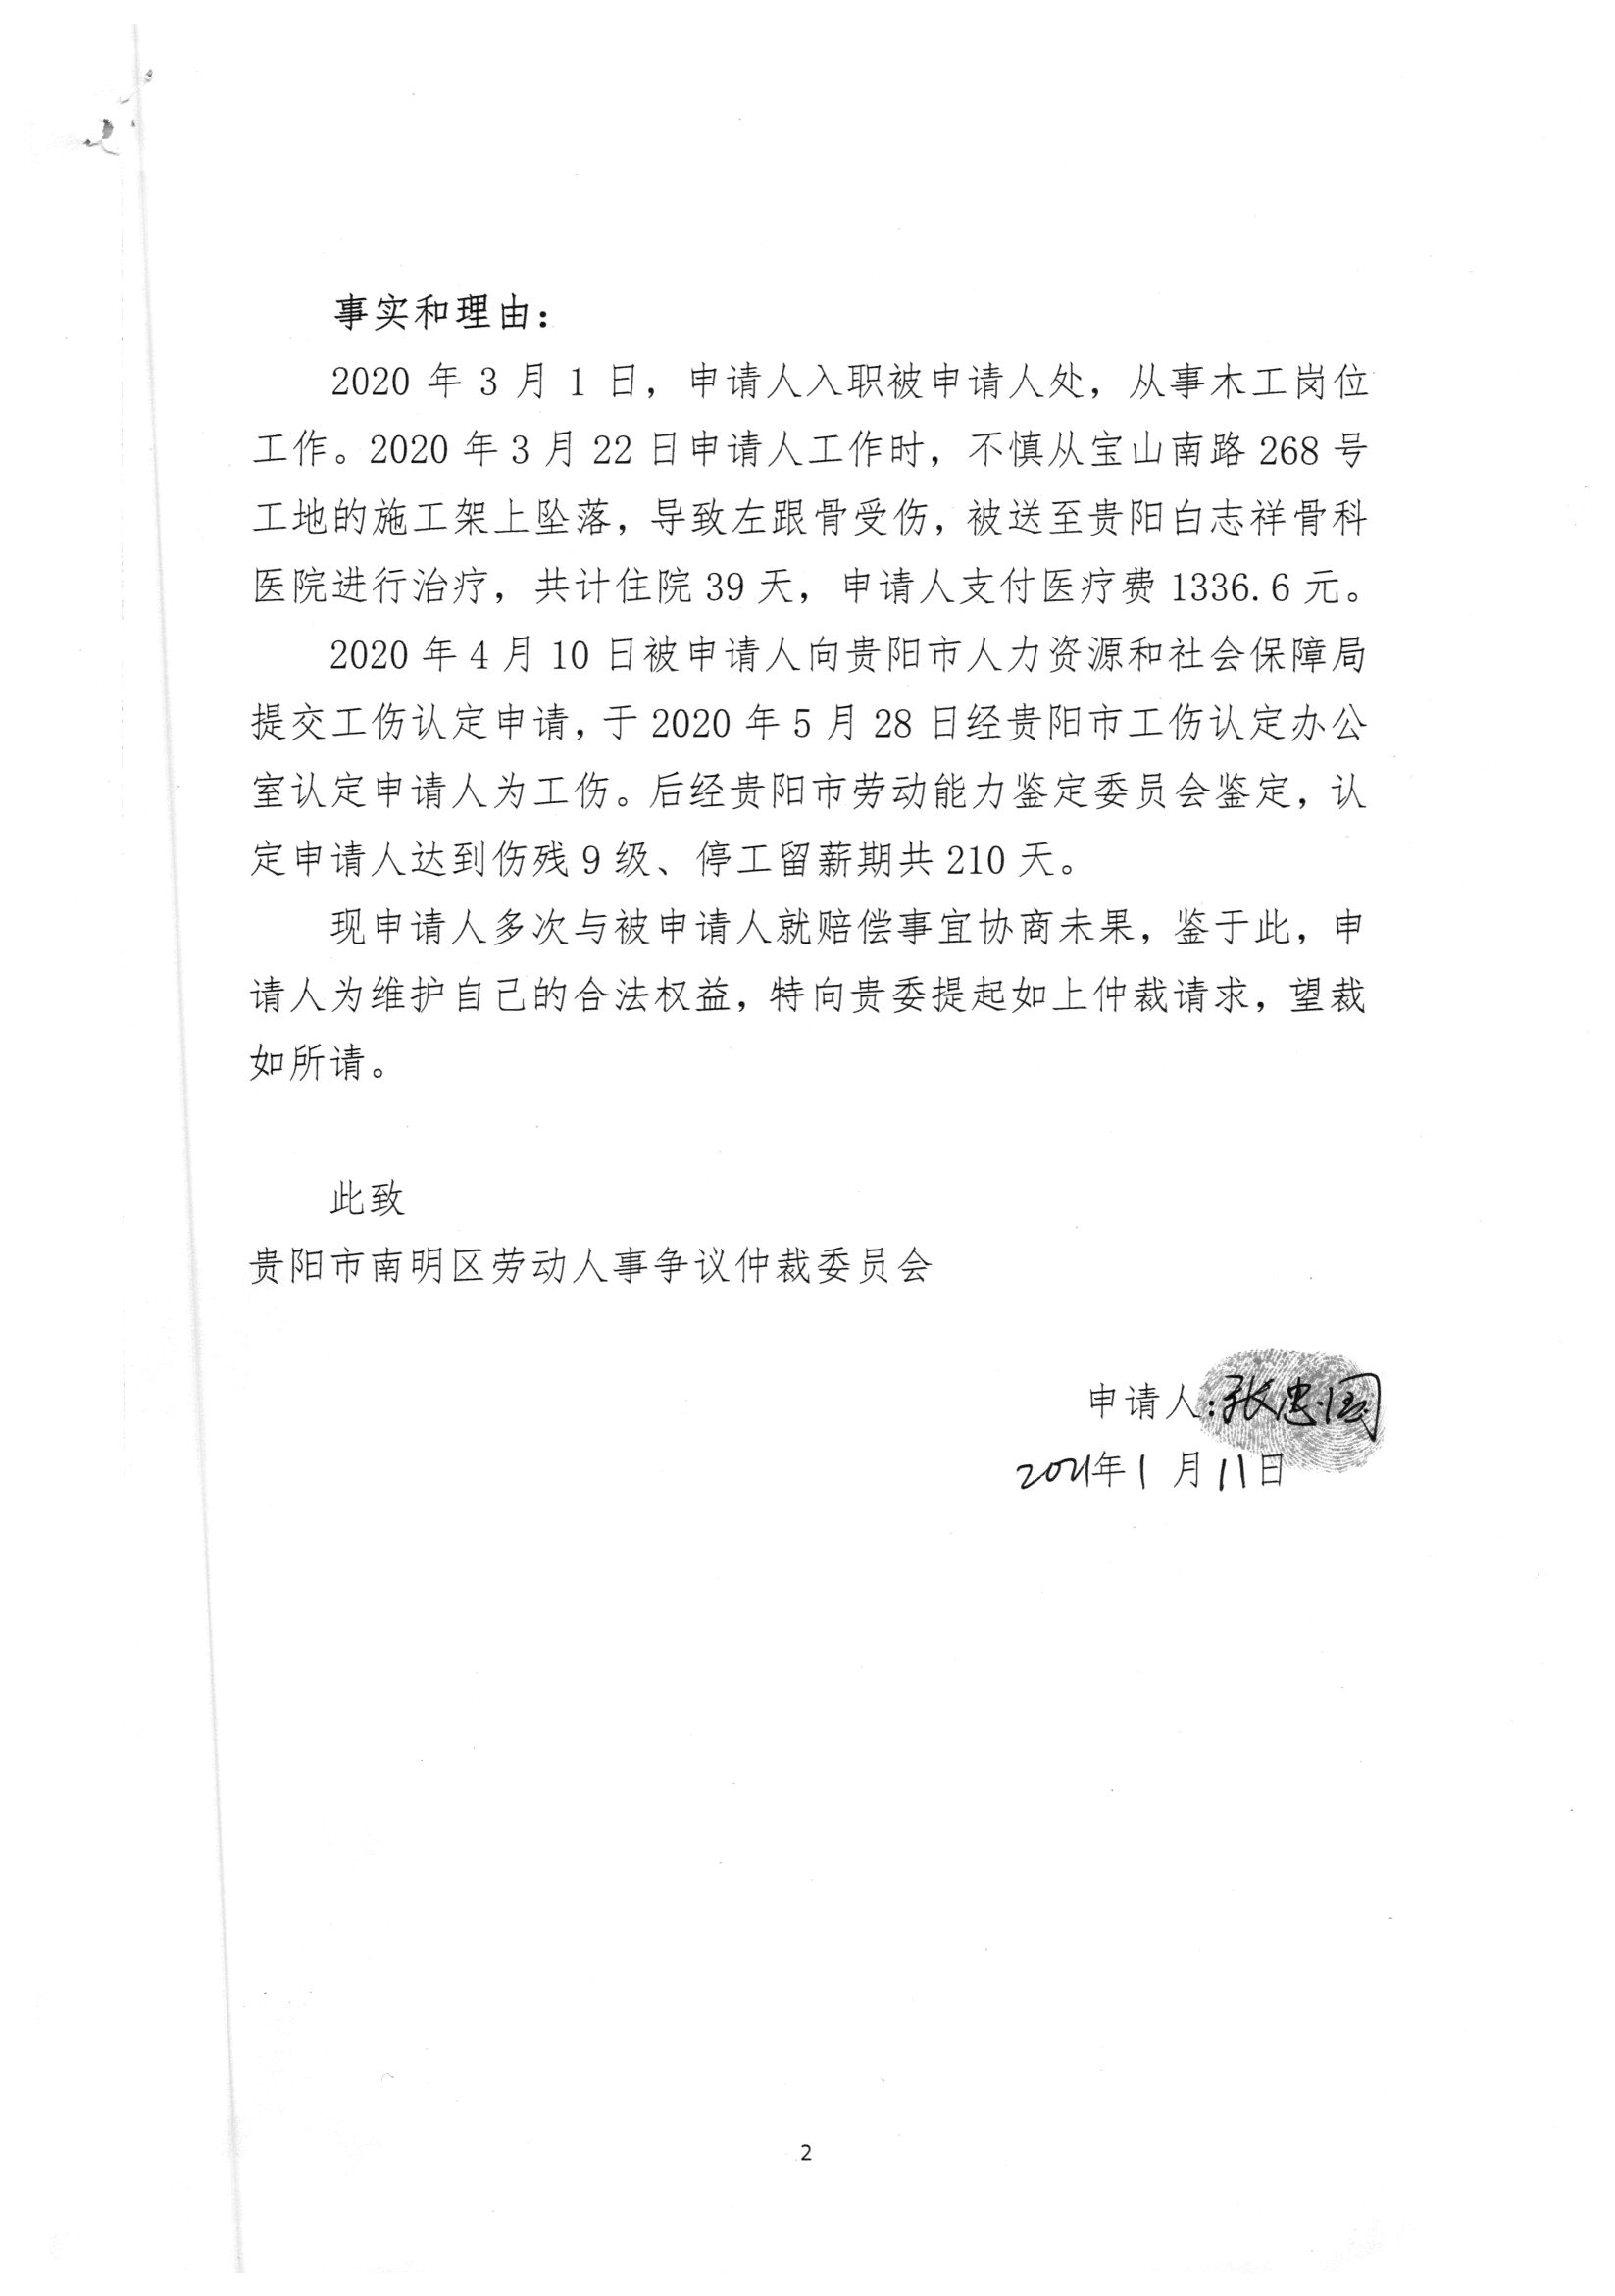 事实和理由：
2020 年 3 月 1 日，申请人入职被申请人处，从事木工岗位
工作。2020 年 3 月 22 日申请人工作时，不慎从宝山南路 268 号
工地的施工架上坠落，导致左跟骨受伤，被送至贵阳白志祥骨科
医院进行治疗，共计住院 39 天，申请人支付医疗费 1336.6 元。
2020 年 4 月 10 日被申请人向贵阳市人力资源和社会保障局
提交工伤认定申请，于 2020 年 5 月 28 日经贵阳市工伤认定办公
室认定申请人为工伤。后经贵阳市劳动能力鉴定委员会鉴定，认
定申请人达到伤残 9 级、停工留薪期共 210 天。
现申请人多次与被申请人就赔偿事宜协商未果，鉴于此，申
请人为维护自己的合法权益，特向贵委提起如上仲裁请求，望裁
如所请。
此致
贵阳市南明区劳动人事争议仲裁委员会
申请人：张忠国
2021年1月11日
2